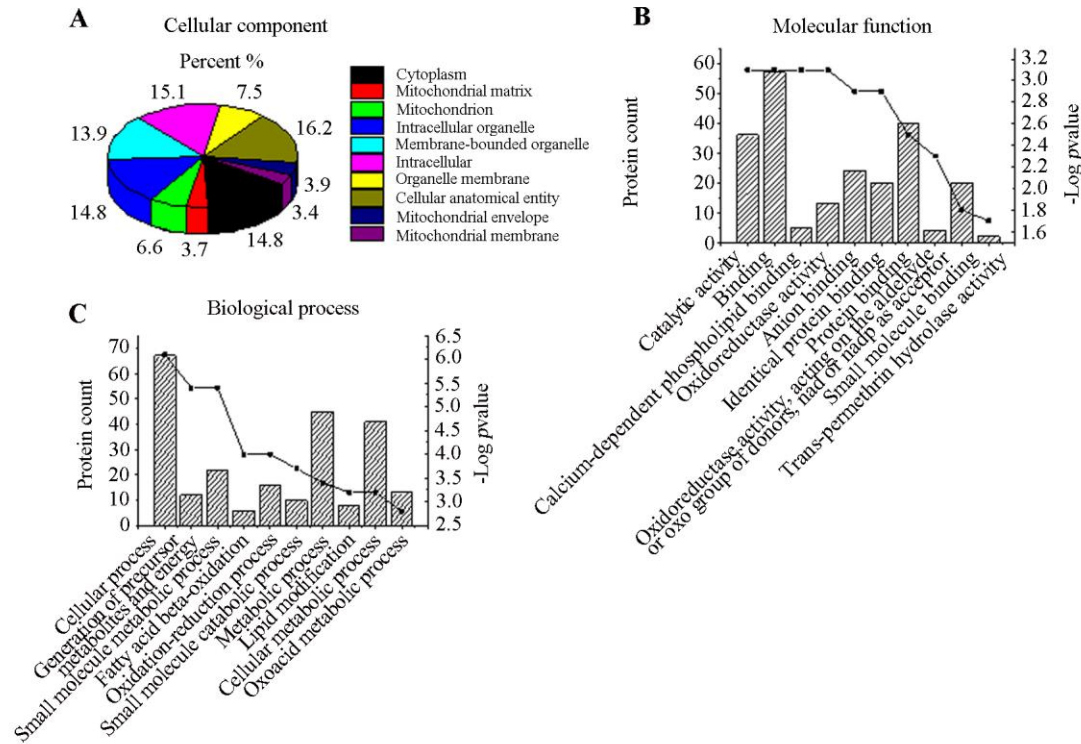 A
Cellular component
Percent %
15.1
7.5
13.9
16.2
3.9
14.8
3.4
6.6
3.7
14.8
Cytoplasm
Mitochondrial matrix
Mitochondrion
Intracellular organelle
Membrane-bounded organelle
Intracellular
Organelle membrane
Cellular anatomical entity
Mitochondrial envelope
Mitochondrial membrane
B
Molecular function
Protein count
60
50
40
30
20
10
0
3.2
3.0
2.8
2.6
2.4
2.2
2.0
1.8
1.6
-Log pvalue
Catalytic activity
Binding
Calcium-dependent phospholipid binding
Oxidoreductase activity
Anion binding
Identical protein binding
Protein binding
Oxidoreductase activity, acting on the aldehyde
or oxo group of donors, nad or nadp as acceptor
Small molecule binding
Trans-permethrin hydrolase activity
C
Biological process
Protein count
70
60
50
40
30
20
10
0
6.5
6.0
5.5
5.0
4.5
4.0
3.5
3.0
2.5
-Log pvalue
Cellular process
Generation of precursor
metabolites and energy
Small molecule metabolic process
Fatty acid beta-oxidation
Oxidation-reduction process
Small molecule catabolic process
Metabolic process
Lipid modification
Cellular metabolic process
Oxoacid metabolic process